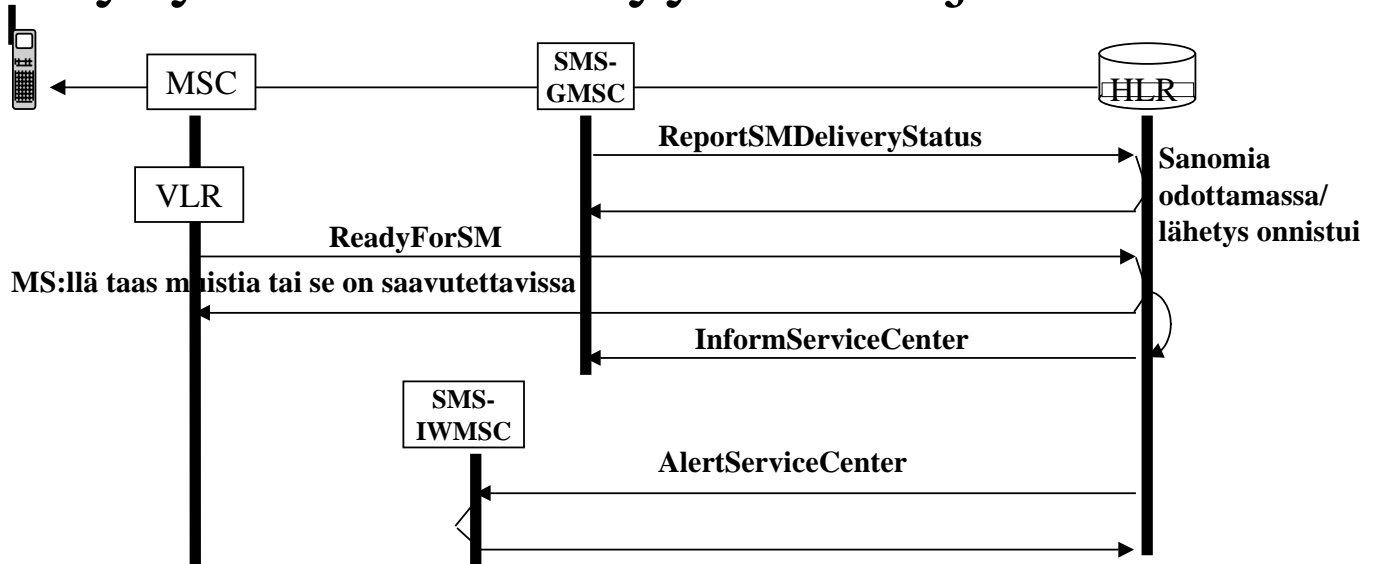 MSC
SMS-
GMSC
HLR
ReportSMDeliveryStatus
Sanomia
odottamassa/
lähetys onnistui
VLR
ReadyForSM
MS:llä taas muistia tai se on saavutettavissa
InformServiceCenter
SMS-
IWMSC
AlertServiceCenter